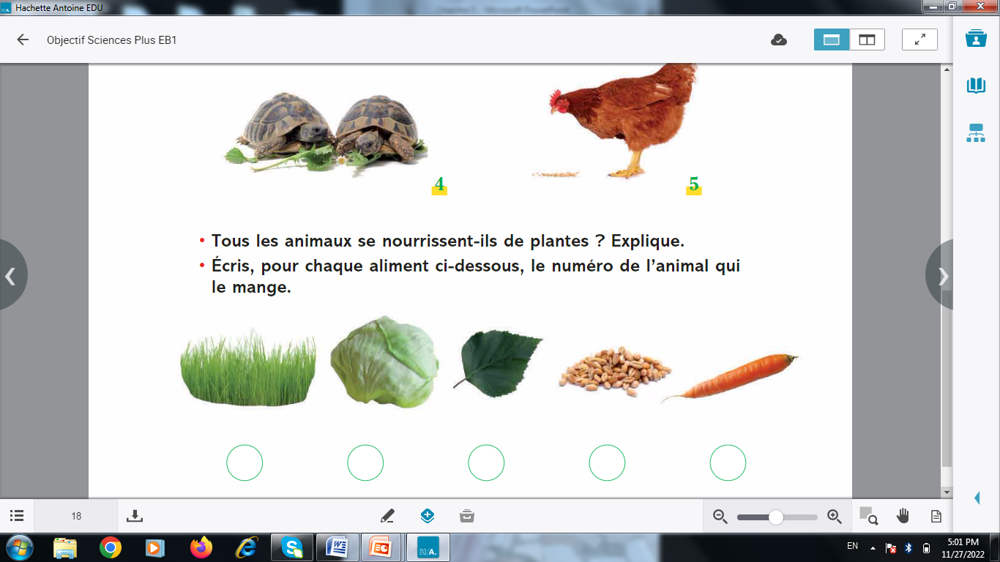 Hachette Antoine EDU
Objectif Sciences Plus EB1
4
5
• Tous les animaux se nourrissent-ils de plantes ? Explique.
• Écris, pour chaque aliment ci-dessous, le numéro de l'animal qui
le mange.
18
EN
5:01 PM
11/27/2022